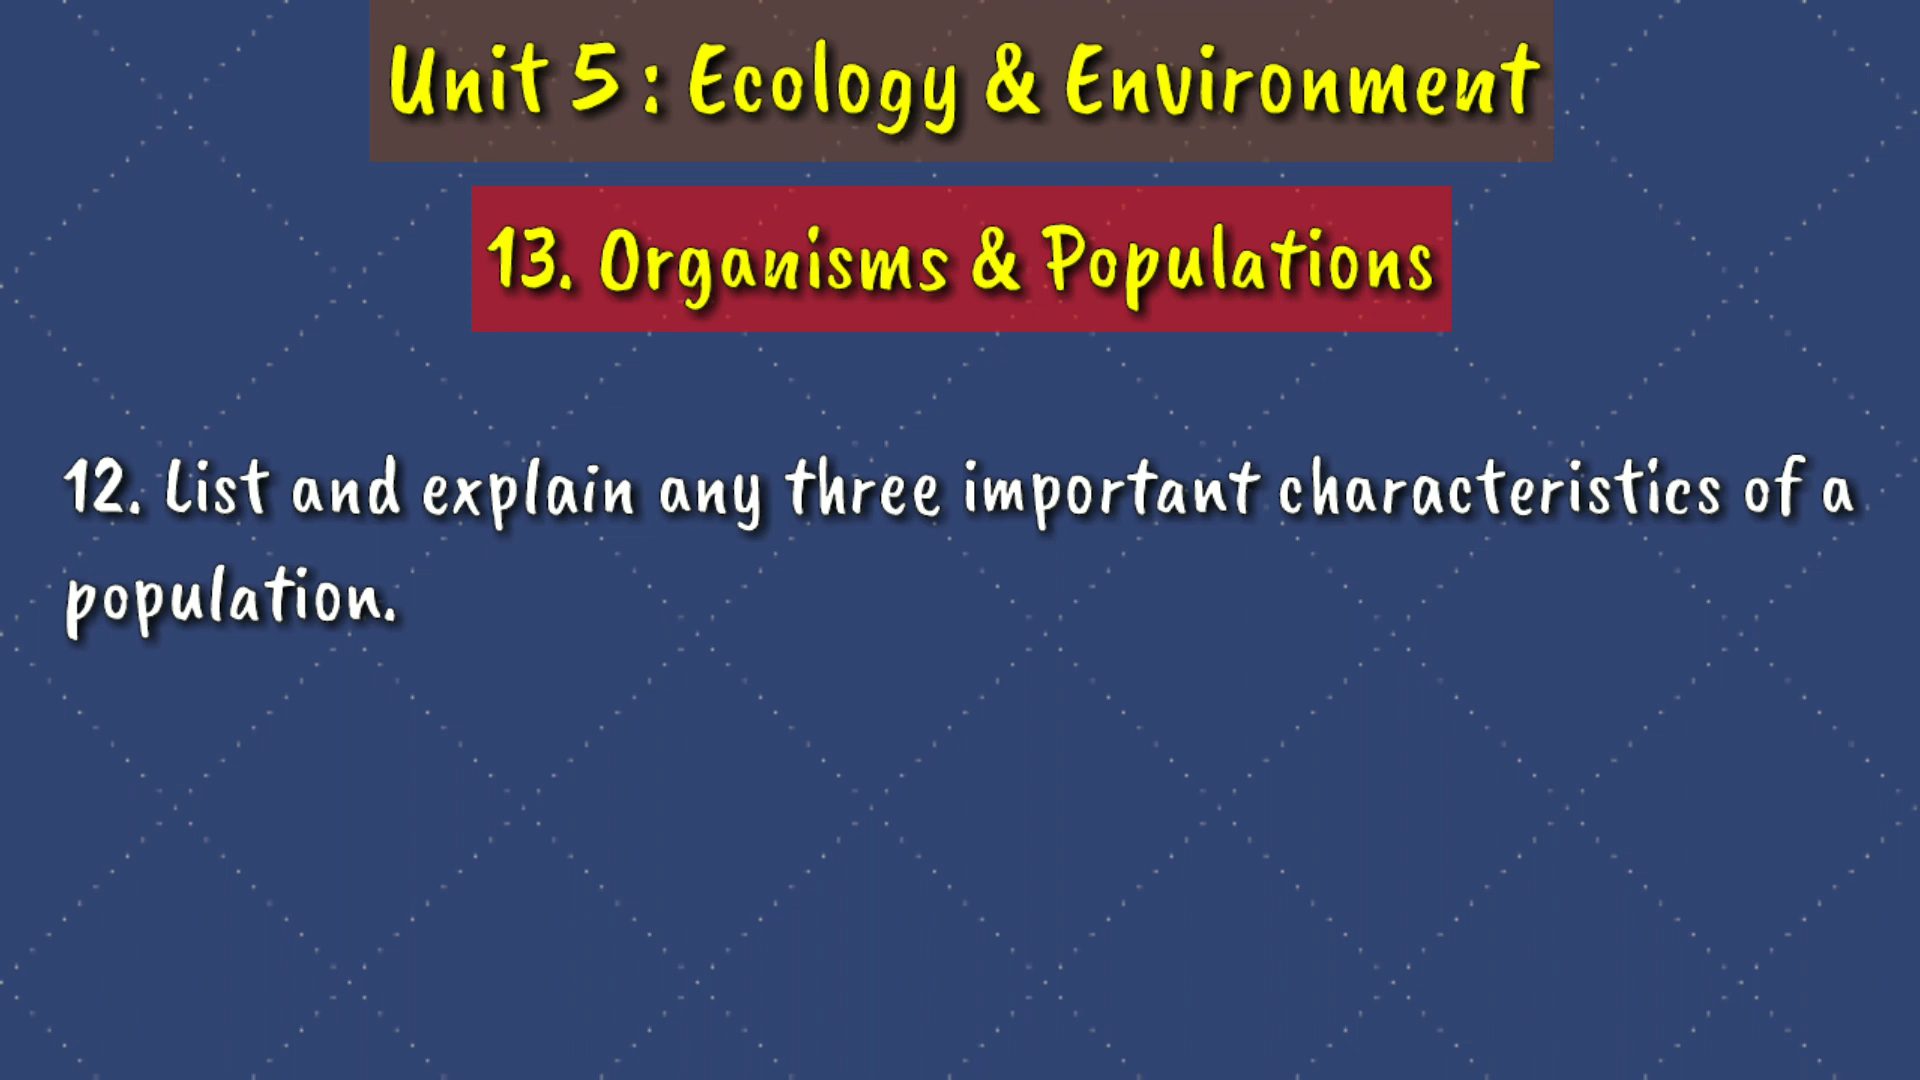 Unit 5 : Ecology & Environment
13. Organisms & Populations
12. List and explain any three important characteristics of a
population.